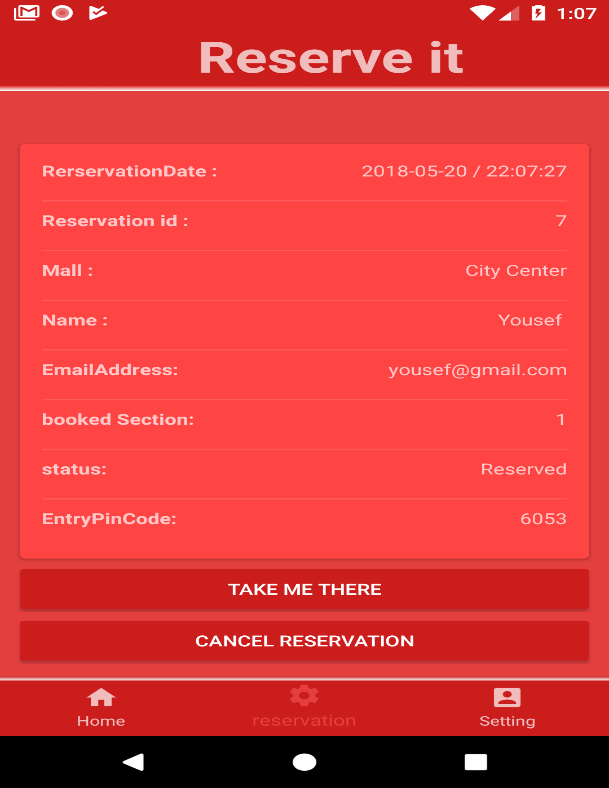 1:07
Reserve it
RerservationDate : 2018-05-20 / 22:07:27
Reservation id : 7
Mall : City Center
Name : Yousef
EmailAddress: yousef@gmail.com
booked Section: 1
status: Reserved
EntryPinCode: 6053
TAKE ME THERE
CANCEL RESERVATION
Home reservation Setting